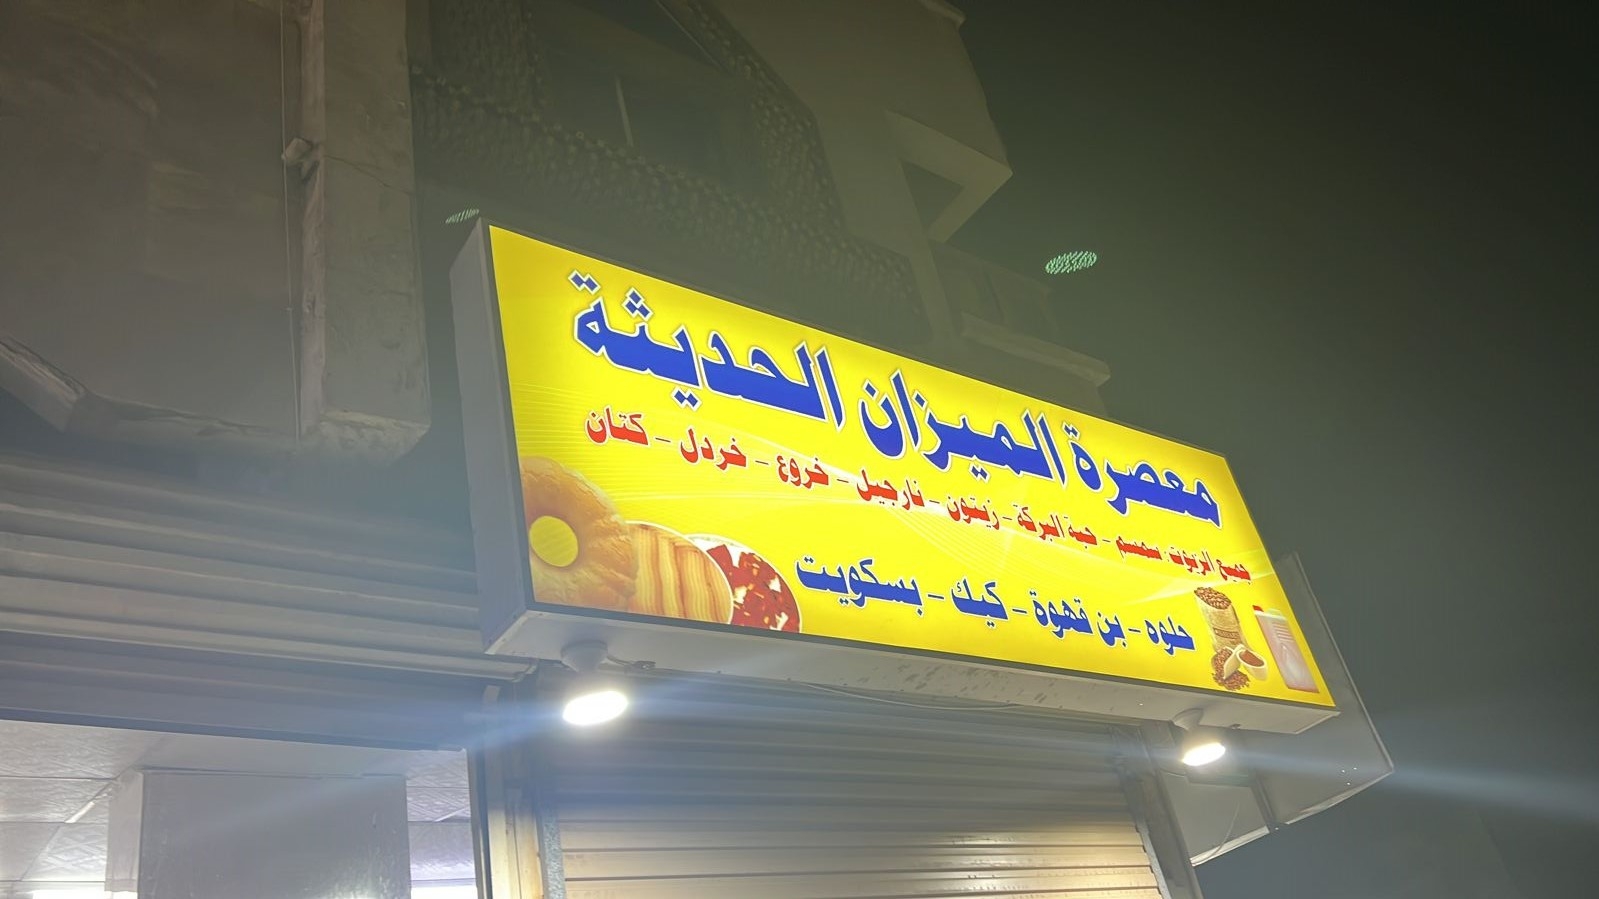 معصرة الميزان الحديثة
جميع الزيوت سمسم - حبة البركة - زيتون - نارجيل - خروع - خردل - كتان
حلوه - بن قهوة - كيك - بسكويت